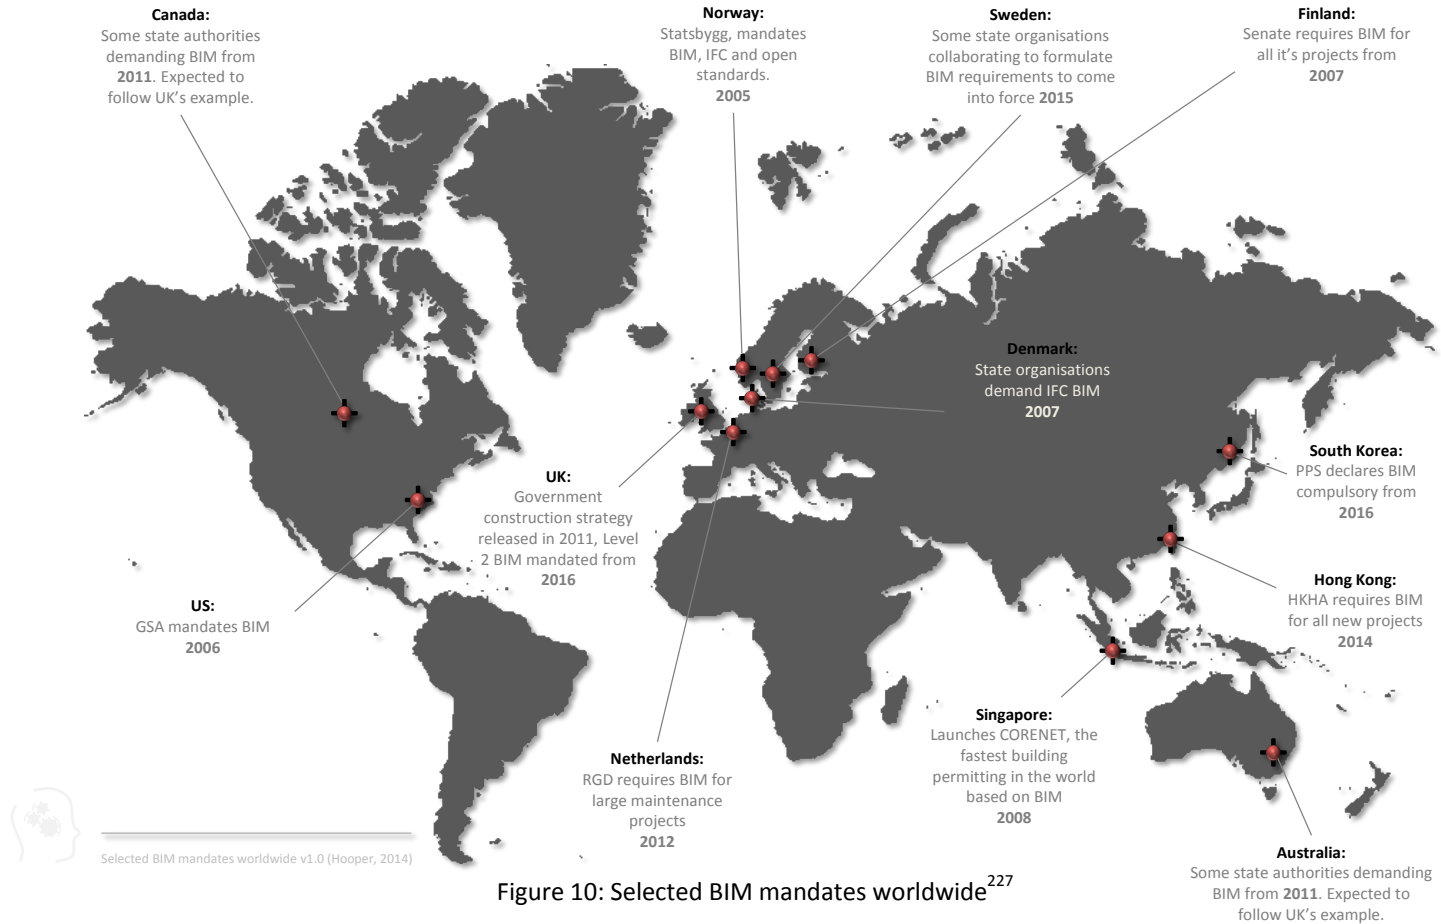 Canada:
Some state authorities
demanding BIM from
2011. Expected to
follow UK's example.
Norway:
Statsbygg, mandates
BIM, IFC and open
standards.
2005
Sweden:
Some state organisations
collaborating to formulate
BIM requirements to come
into force 2015
Finland:
Senate requires BIM for
all it's projects from
2007
Denmark:
State organisations
demand IFC BIM
2007
South Korea:
PPS declares BIM
compulsory from
2016
UK:
Government
construction strategy
released in 2011, Level
2 BIM mandated from
2016
Hong Kong:
HKHA requires BIM
for all new projects
2014
US:
GSA mandates BIM
2006
Singapore:
Launches CORENET, the
fastest building
permitting in the world
based on BIM
2008
Netherlands:
RGD requires BIM for
large maintenance
projects
2012
Australia:
Some state authorities demanding
BIM from 2011. Expected to
follow UK's example.
Selected BIM mandates worldwide v1.0 (Hooper, 2014)
Figure 10: Selected BIM mandates worldwide227